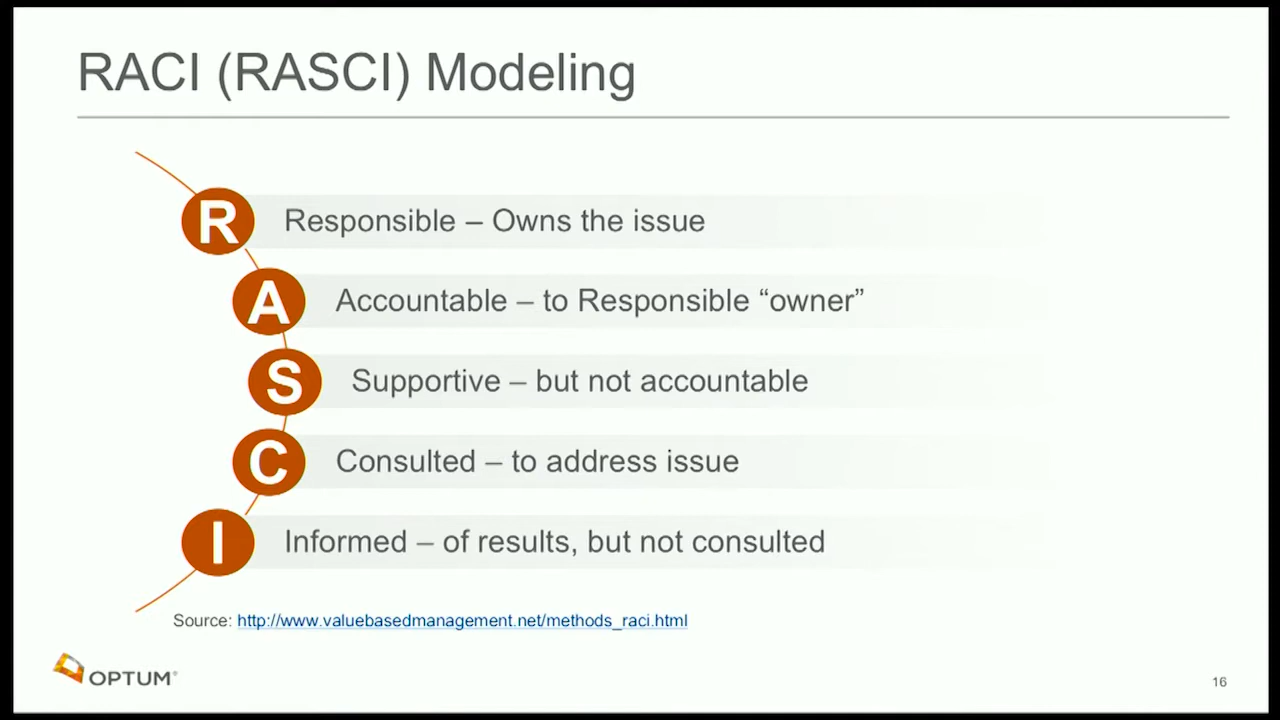 RACI (RASCI) Modeling
R Responsible – Owns the issue
A Accountable – to Responsible “owner”
S Supportive – but not accountable
C Consulted – to address issue
I Informed – of results, but not consulted
Source: http://www.valuebasedmanagement.net/methods_raci.html
OPTUM®
16